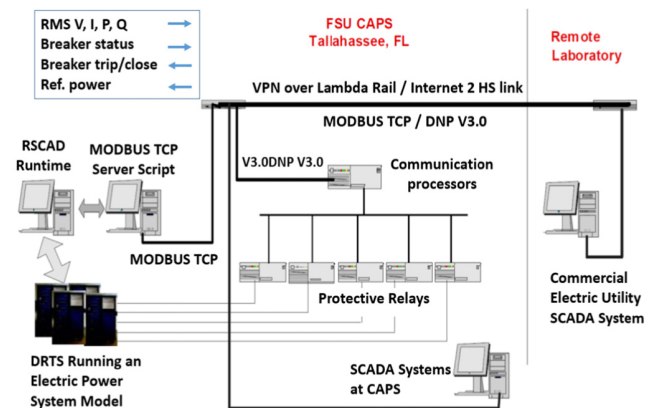 RMS V, I, P, Q
Breaker status
Breaker trip/close
Ref. power
FSU CAPS
Tallahassee, FL
Remote
Laboratory
VPN over Lambda Rail / Internet 2 HS link
MODBUS TCP / DNP V3.0
RSCAD
Runtime
MODBUS TCP
Server Script
V3.0DNP V3.0
Communication
processors
MODBUS TCP
Protective Relays
Commercial
Electric Utility
SCADA System
DRTS Running an
Electric Power
System Model
SCADA Systems
at CAPS